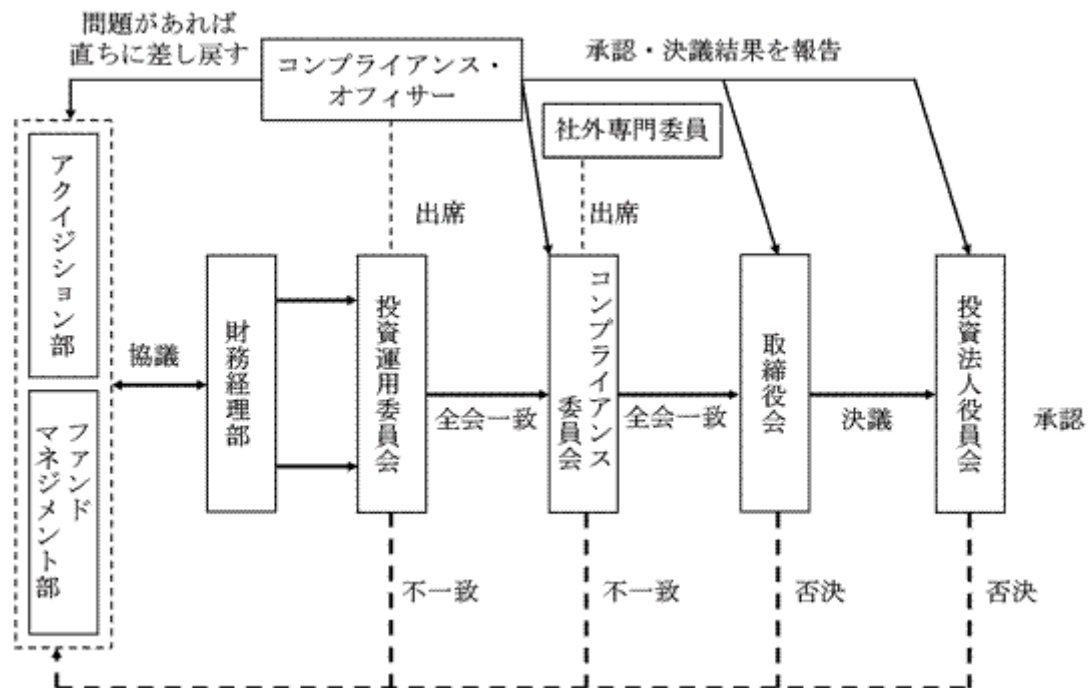 問題があれば
直ちに差し戻す
コンプライアンス・
オフィサー
承認・決議結果を報告
社外専門委員
出席
出席
アクイジション部
ファンド
マネジメント部
協議
財務経理部
投資運用委員会
全会一致
コンプライアンス
委員会
全会一致
取締役会
決議
投資法人役員会
承認
不一致
不一致
否決
否決